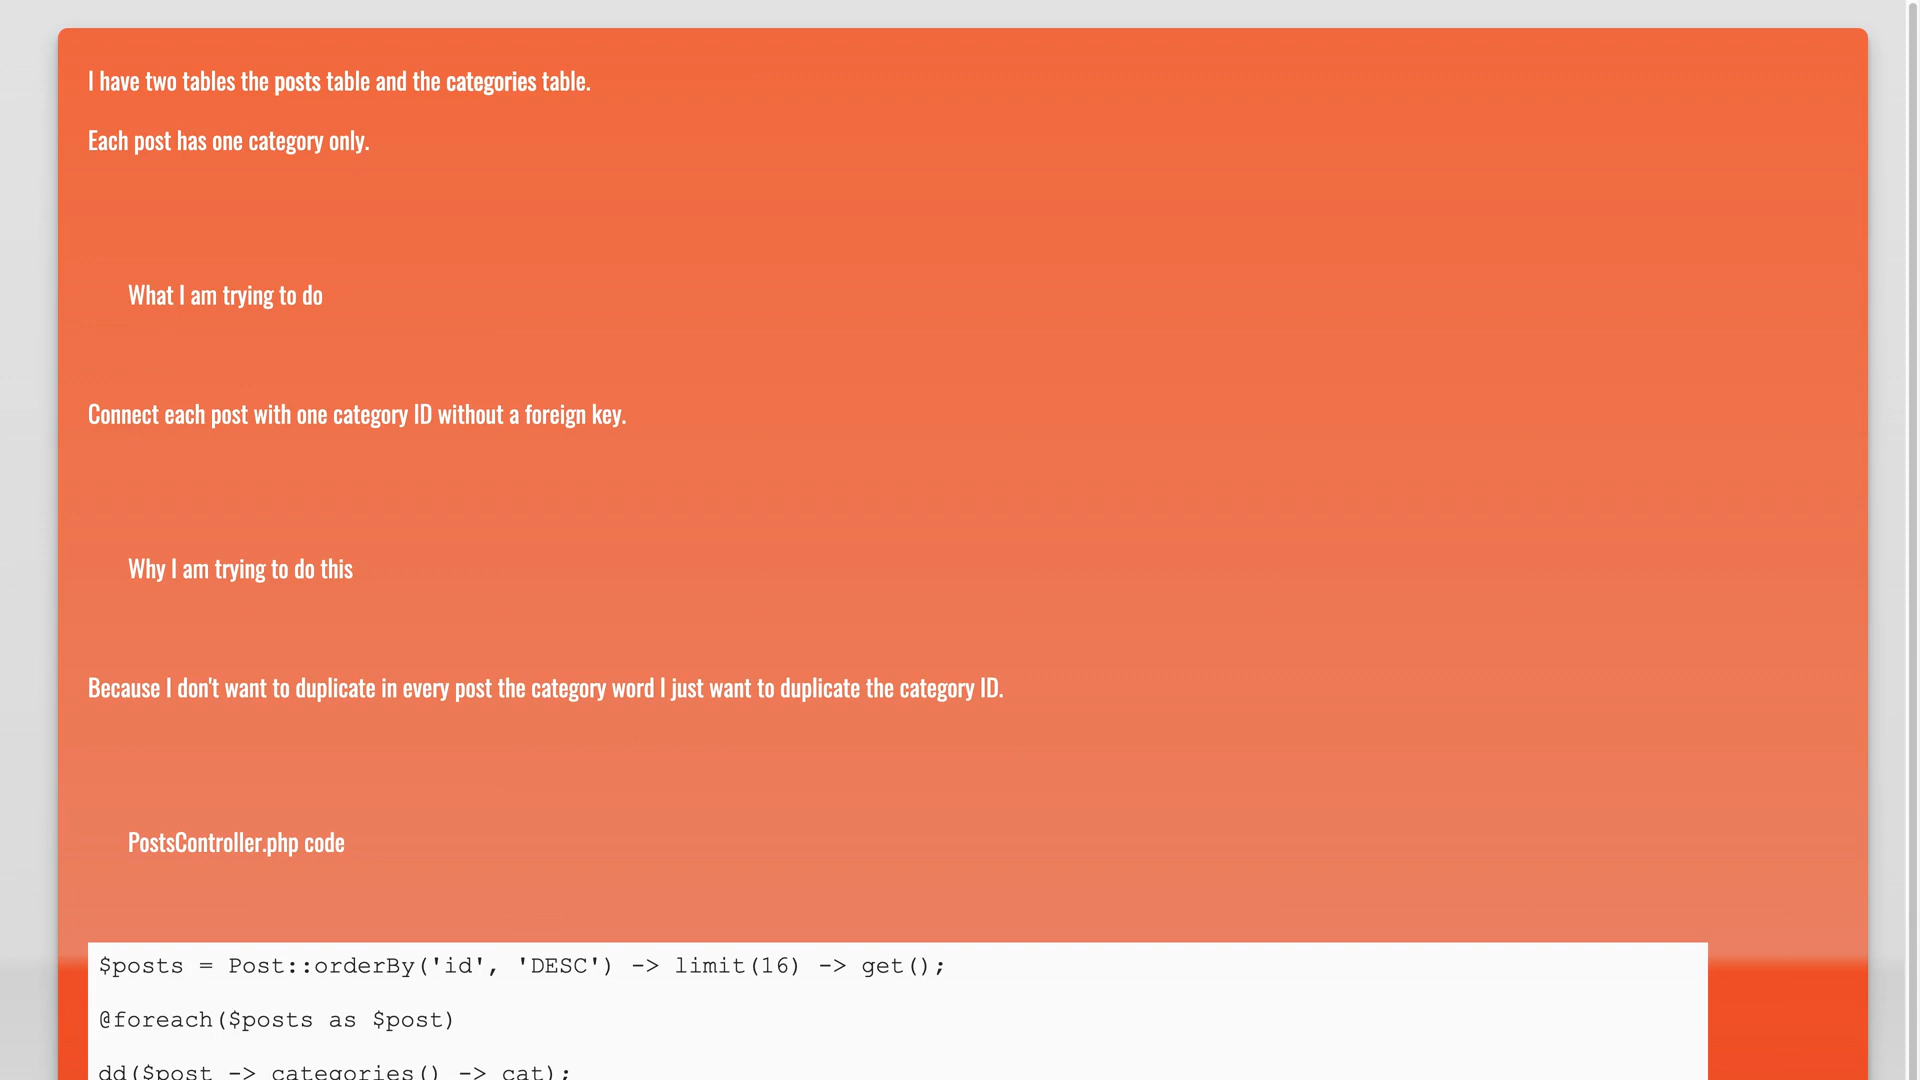 I have two tables the posts table and the categories table.
Each post has one category only.
What I am trying to do
Connect each post with one category ID without a foreign key.
Why I am trying to do this
Because I don't want to duplicate in every post the category word I just want to duplicate the category ID.
PostsController.php code
$posts = Post::orderBy('id', 'DESC') -> limit(16) -> get();
@foreach($posts as $post)
dd($post -> categories() -> cat);